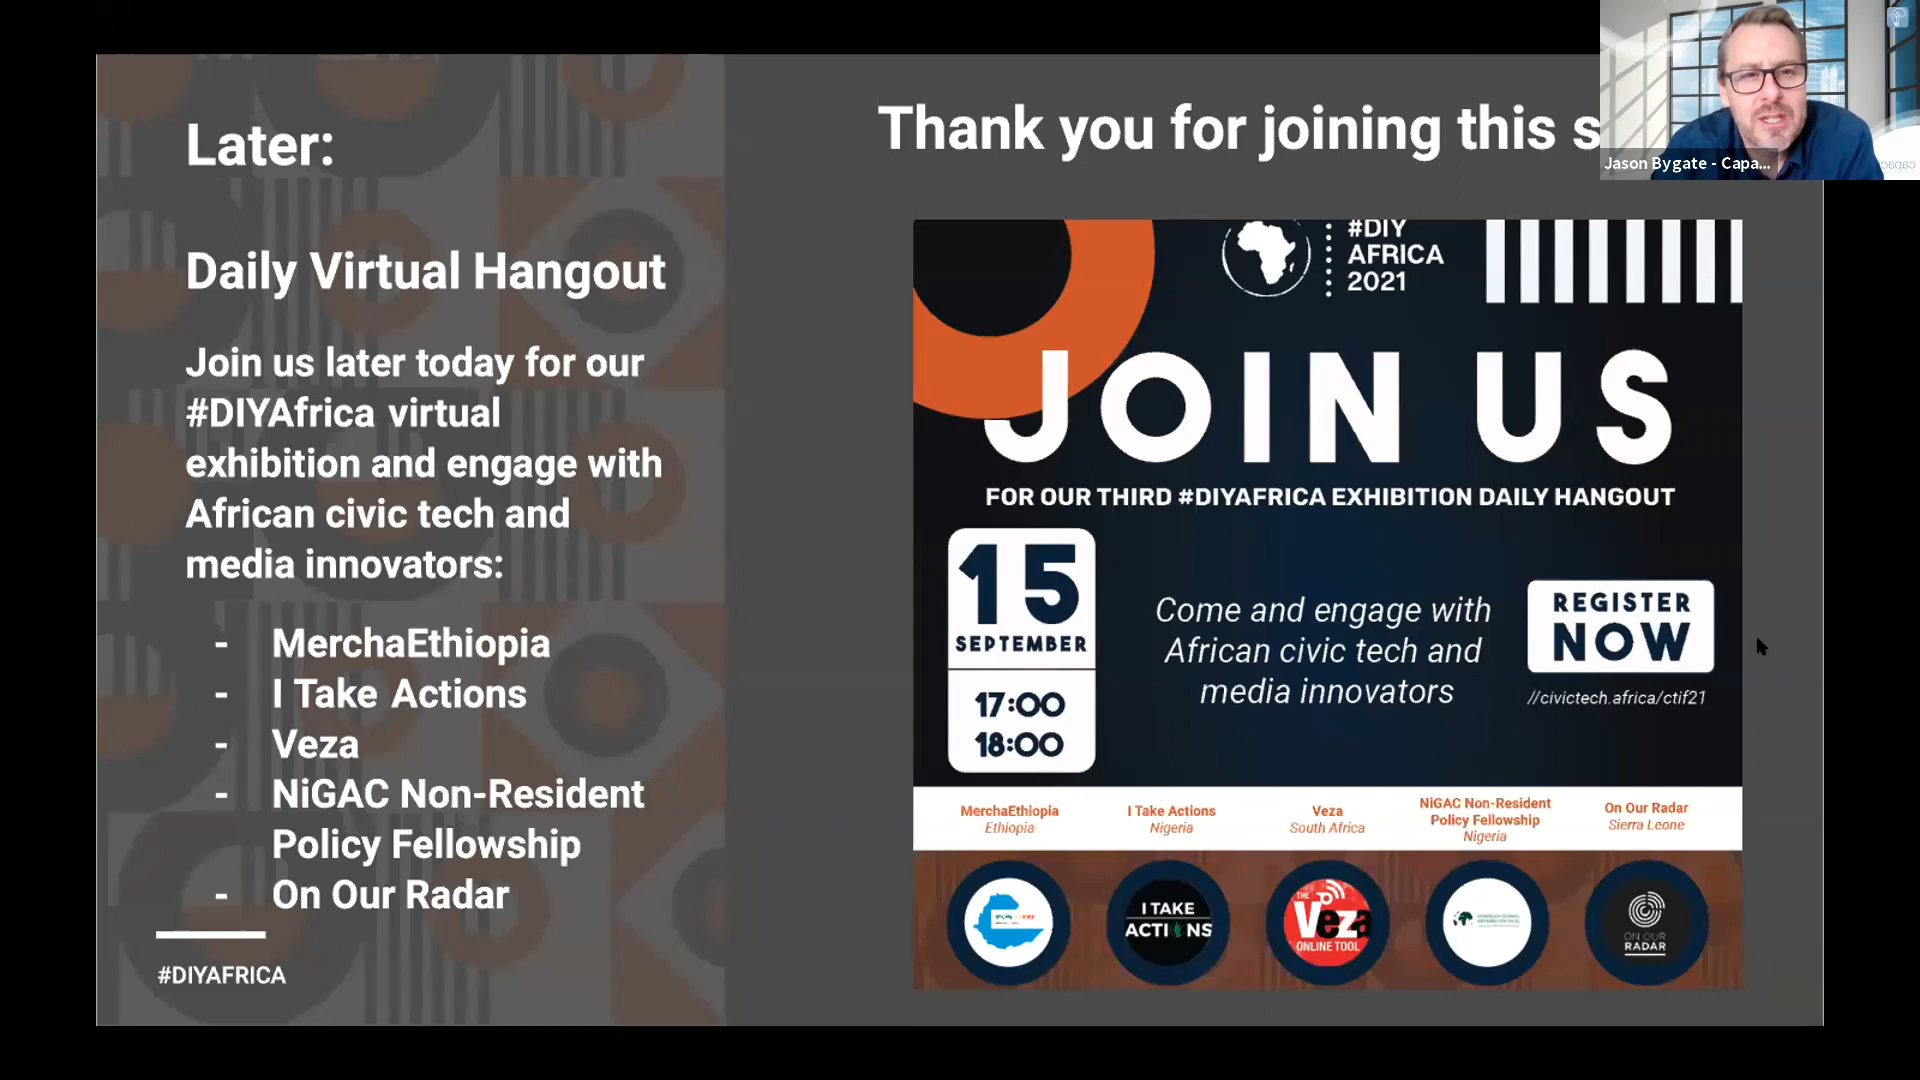 Later:
Daily Virtual Hangout
Join us later today for our
#DIYAfrica virtual
exhibition and engage with
African civic tech and
media innovators:
- MerchaEthiopia
- I Take Actions
- Veza
- NiGAC Non-Resident
Policy Fellowship
- On Our Radar
#DIYAFRICA
Thank you for joining this s
Jason Bygate - Capa...
#DIY
AFRICA
2021
JOIN US
FOR OUR THIRD #DIYAFRICA EXHIBITION DAILY HANGOUT
15
SEPTEMBER
17:00
18:00
Come and engage with
African civic tech and
media innovators
REGISTER
NOW
//civictech.africa/ctif21
MerchaEthiopia
Ethiopia
I Take Actions
Nigeria
Veza
South Africa
NiGAC Non-Resident
Policy Fellowship
Nigeria
On Our Radar
Sierra Leone
I TAKE
ACTIONS
THE
Veza
ONLINE TOOL
ON OUR
RADAR